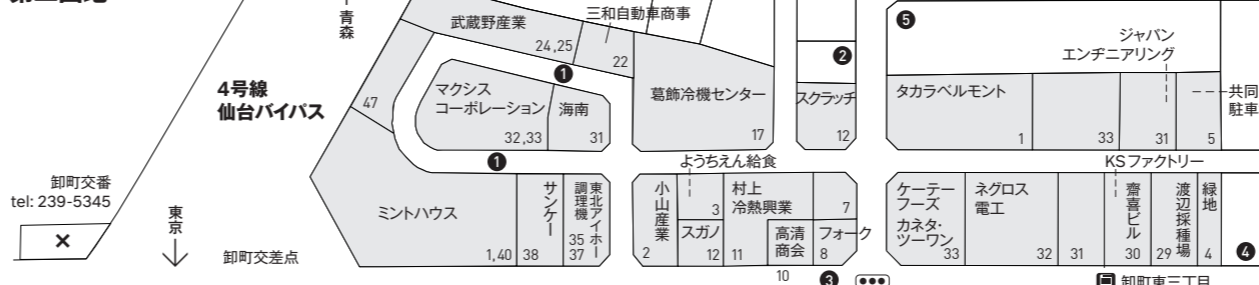 青森
4号線
仙台バイパス
卸町交番
tel: 239-5345
東京
卸町交差点
武蔵野産業
24,25
三和自動車商事
22
47
1
マクシス
コーポレーション
32,33
海南
31
1
葛飾冷機センター
17
2
スクラッチ
12
5
ジャパン
エンヂニアリング
タカラベルモント
1
33
31
5
共同
駐車
ミントハウス
1,40
サンケー
38
東北アイホー
調理機
35
37
ようちえん給食
小山産業
2
3
スガノ
12
村上
冷熱興業
11
高清
商会
10
7
フォーク
8
3
KSファクトリー
ケーテー
フーズ
カネタ・
ツーワン
33
ネグロス
電工
32
31
齋喜ビル
30
渡辺採種場
29
緑地
4
4
卸町東三丁目